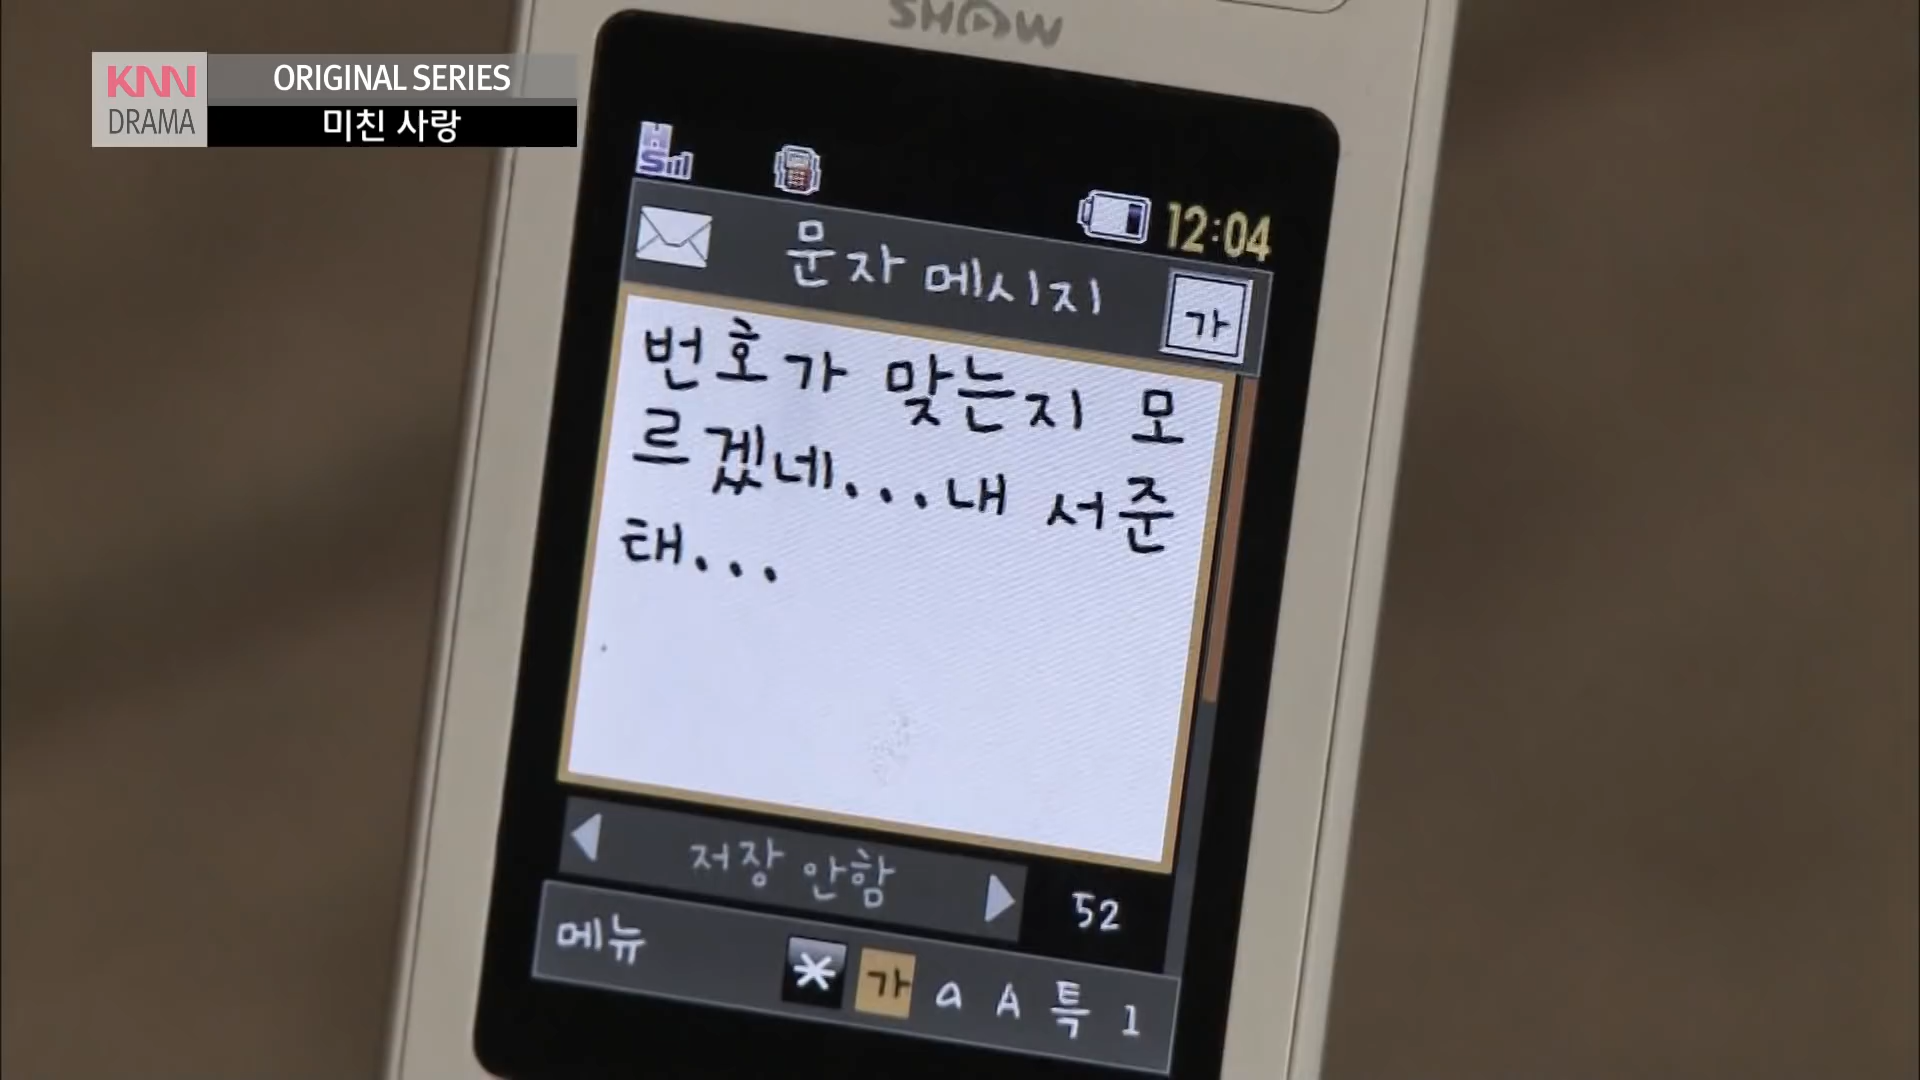 SHOW
KNN
DRAMA
ORIGINAL SERIES
미친 사랑
12:04
문자 메시지
가
번호가 맞는지 모
르겠네...내 서준
태...
저장 안함
52
메뉴
* 가 a A 특 1